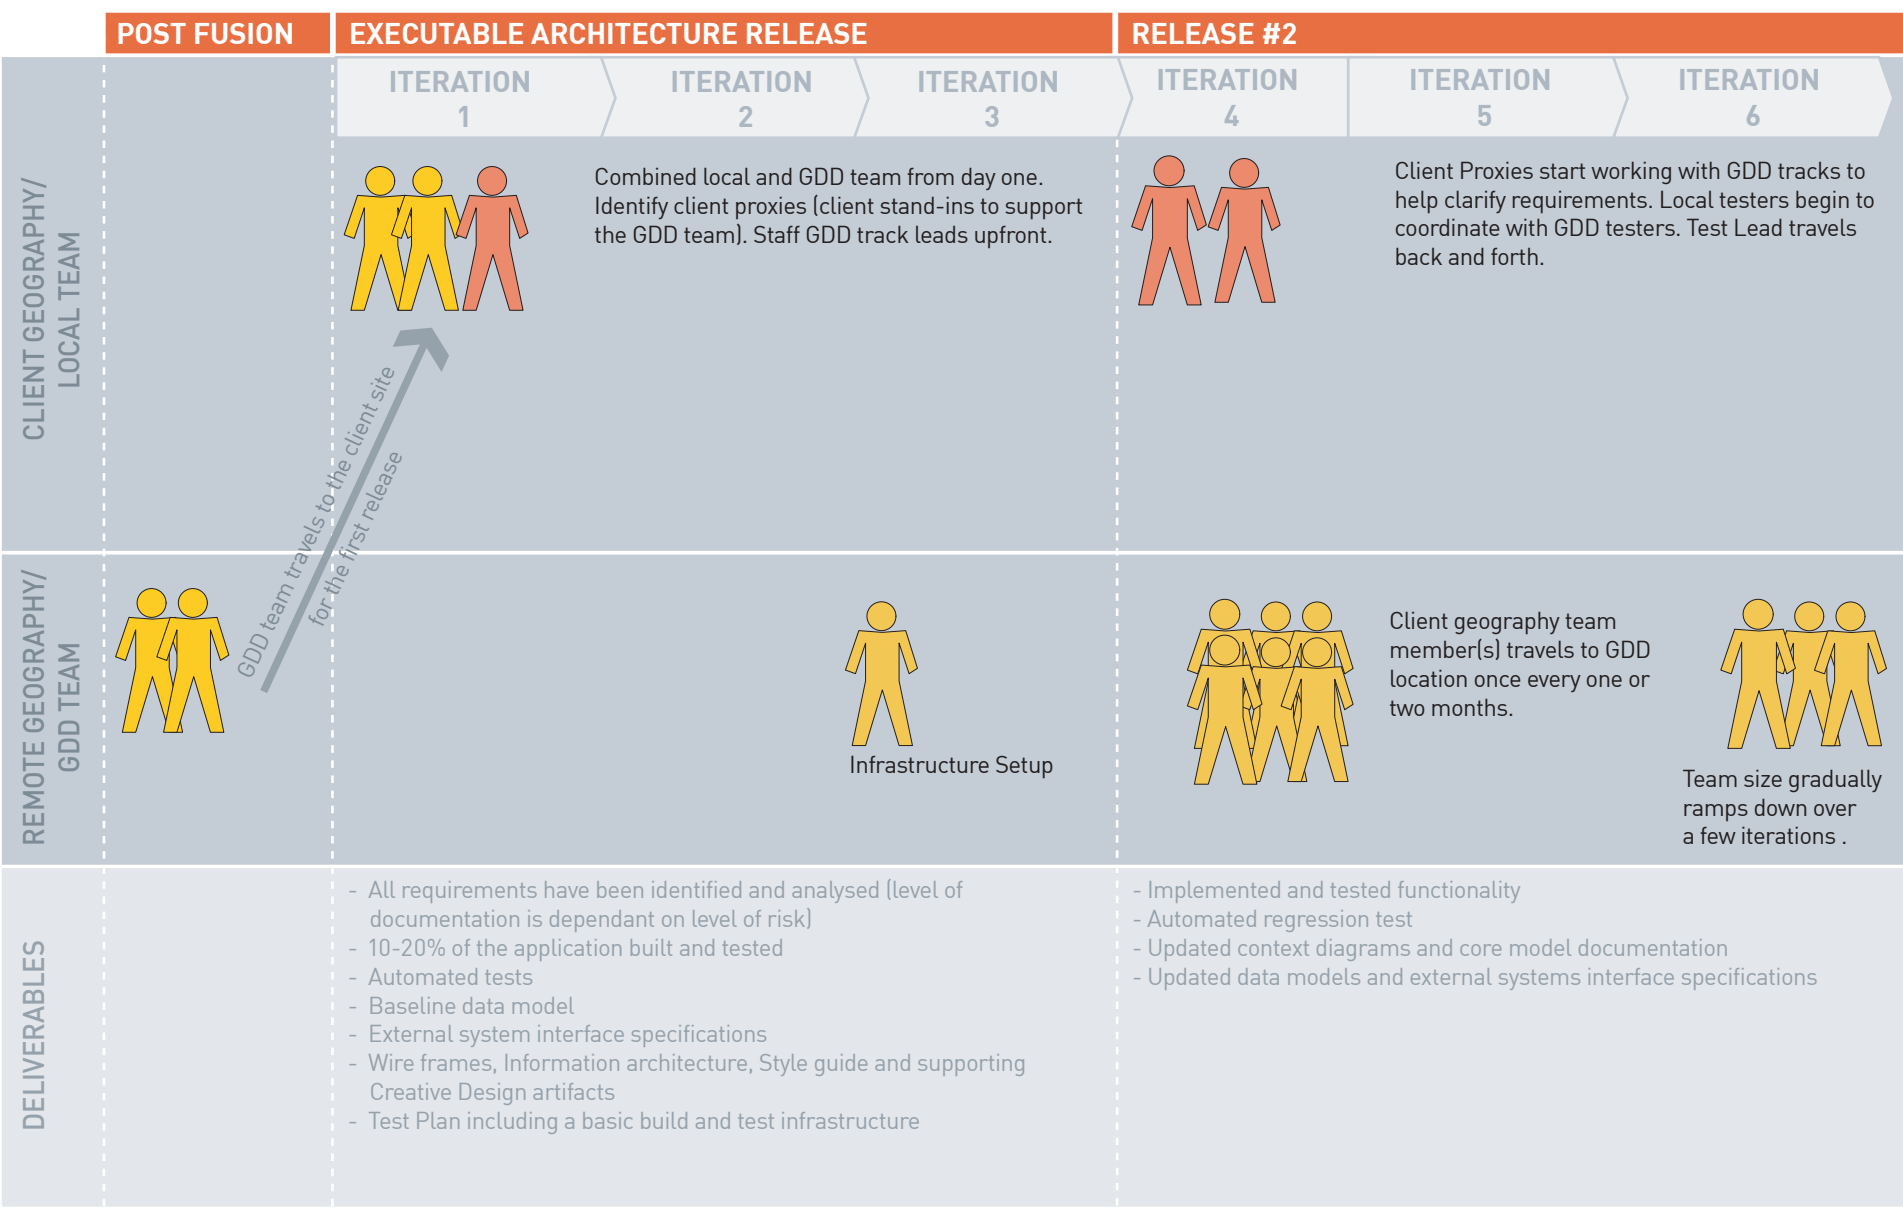 POST FUSION
EXECUTABLE ARCHITECTURE RELEASE
RELEASE #2
ITERATION
1
ITERATION
2
ITERATION
3
ITERATION
4
ITERATION
5
ITERATION
6
CLIENT GEOGRAPHY/
LOCAL TEAM
Combined local and GDD team from day one.
Identify client proxies (client stand-ins to support
the GDD team). Staff GDD track leads upfront.
Client Proxies start working with GDD tracks to
help clarify requirements. Local testers begin to
coordinate with GDD testers. Test Lead travels
back and forth.
GDD team travels to the client site
for the first release
REMOTE GEOGRAPHY/
GDD TEAM
Infrastructure Setup
Client geography team
member(s) travels to GDD
location once every one or
two months.
Team size gradually
ramps down over
a few iterations .
DELIVERABLES
- All requirements have been identified and analysed (level of
documentation is dependant on level of risk)
- 10-20% of the application built and tested
- Automated tests
- Baseline data model
- External system interface specifications
- Wire frames, Information architecture, Style guide and supporting
Creative Design artifacts
- Test Plan including a basic build and test infrastructure
- Implemented and tested functionality
- Automated regression test
- Updated context diagrams and core model documentation
- Updated data models and external systems interface specifications